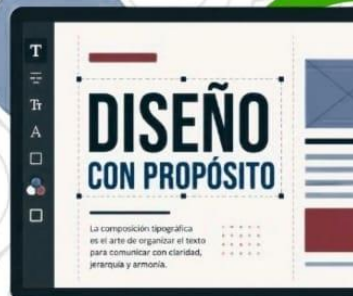 T
Tr
A
DISEÑO
CON PROPÓSITO
La composición tipográfica
es el arte de organizar el texto
para comunicar con claridad,
jerarquía y armonía.